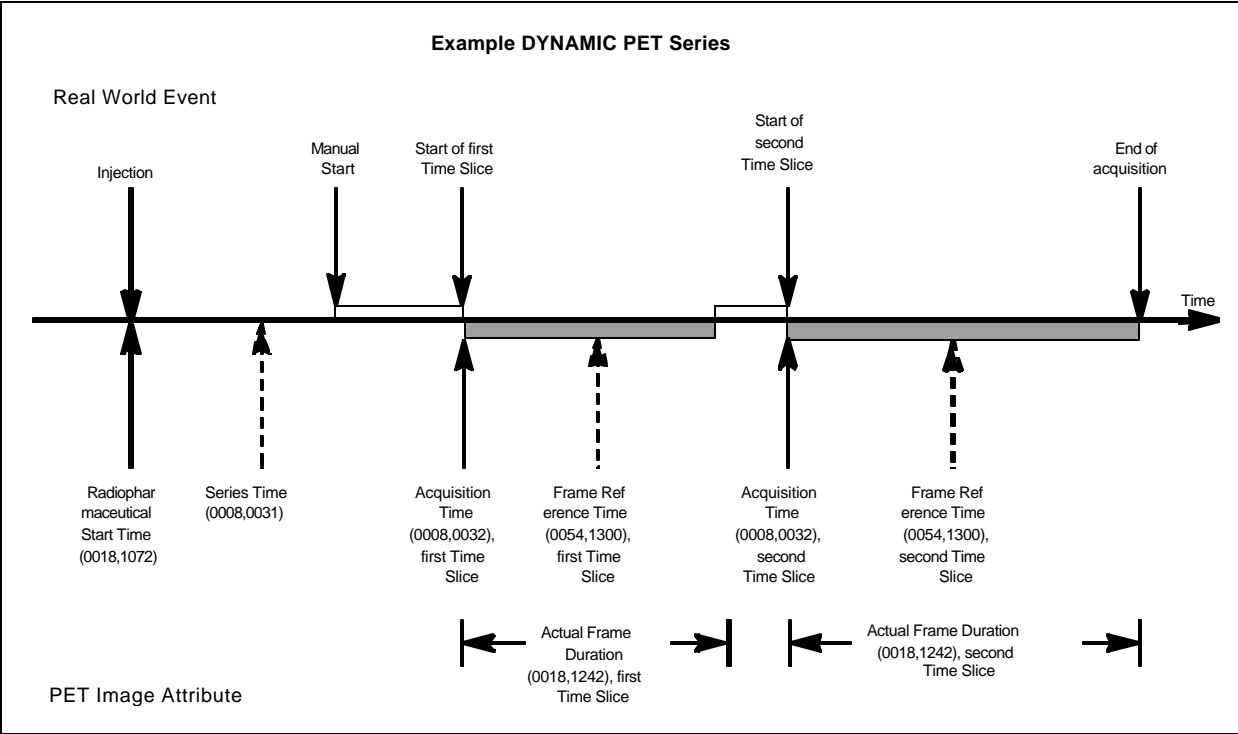 Example DYNAMIC PET Series
Real World Event
Injection
Manual
Start
Start of first
Time Slice
Start of
second
Time Slice
End of
acquisition
Time
Radiophar
maceutical
Start Time
(0018,1072)
Series Time
(0008,0031)
Acquisition
Time
(0008,0032),
first Time
Slice
Frame Ref
erence Time
(0054,1300),
first Time
Slice
Acquisition
Time
(0008,0032),
second
Time Slice
Frame Ref
erence Time
(0054,1300),
second Time
Slice
Actual Frame
Duration
(0018,1242), first
Time Slice
Actual Frame Duration
(0018,1242), second
Time Slice
PET Image Attribute